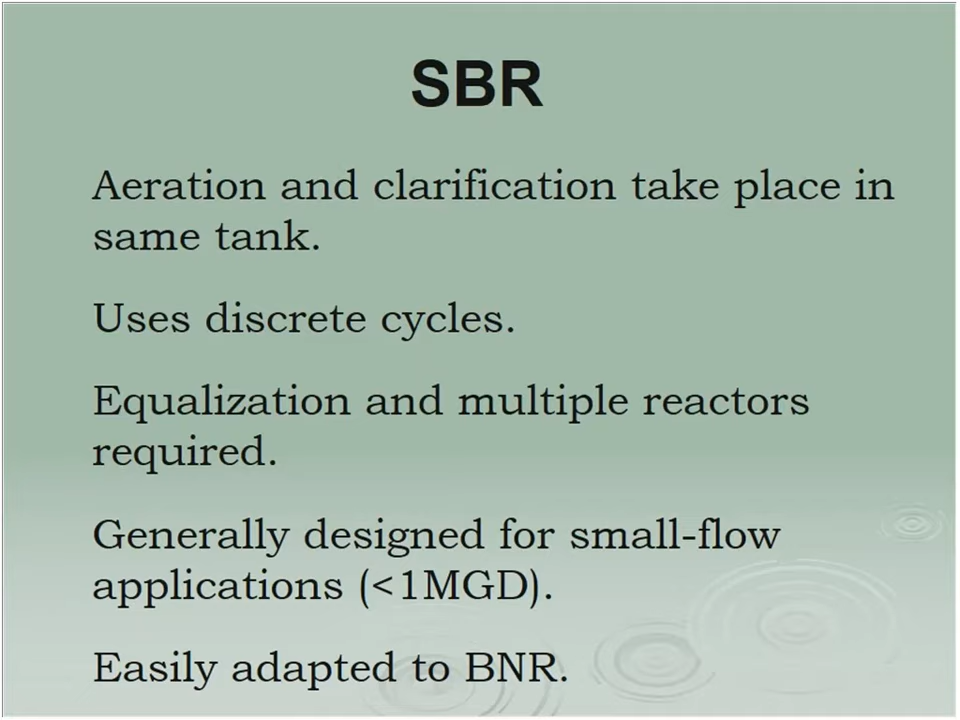 SBR
Aeration and clarification take place in
same tank.
Uses discrete cycles.
Equalization and multiple reactors
required.
Generally designed for small-flow
applications (<1MGD).
Easily adapted to BNR.